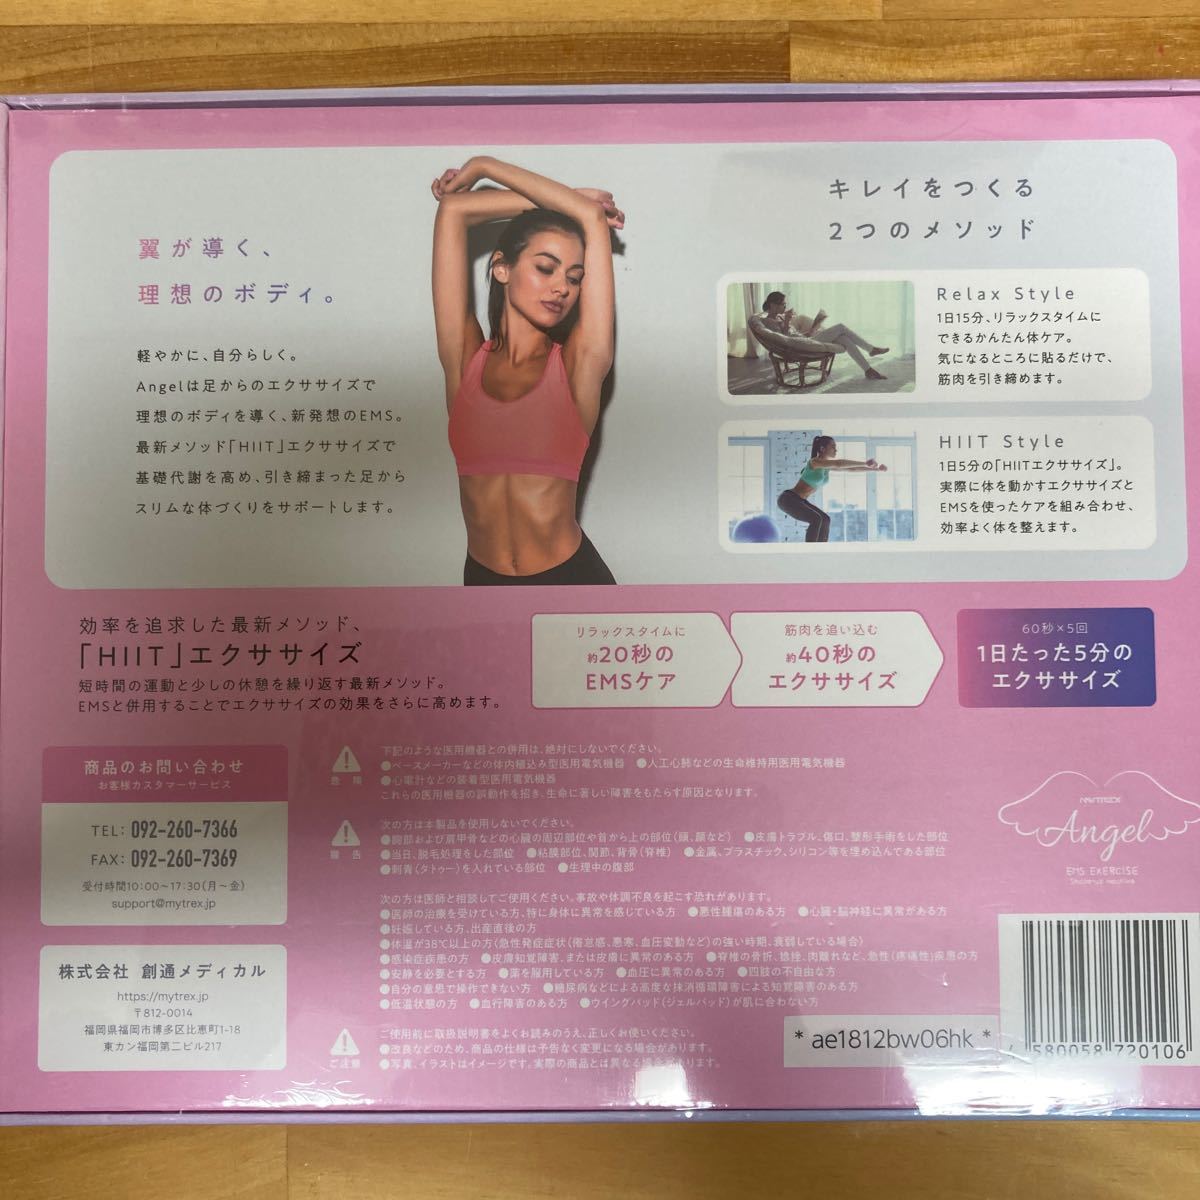 翼が導く、
理想のボディ。
軽やかに、自分らしく。
Angelは足からのエクササイズで
理想のボディを導く、新発想のEMS。
最新メソッド「HIIT」エクササイズで
基礎代謝を高め、引き締まった足から
スリムな体づくりをサポートします。
キレイをつくる
2つのメソッド
Relax Style
1日15分、リラックスタイムに
できるかんたん体ケア。
気になるところに貼るだけで、
筋肉を引き締めます。
HIIT Style
1日5分の「HIITエクササイズ」。
実際に体を動かすエクササイズと
EMSを使ったケアを組み合わせ、
効率よく体を整えます。
効率を追求した最新メソッド、
「HIIT」エクササイズ
短時間の運動と少しの休憩を繰り返す最新メソッド。
EMSと併用することでエクササイズの効果をさらに高めます。
リラックスタイムに
約20秒の
EMSケア
筋肉を追い込む
約40秒の
エクササイズ
60秒×5回
1日たった5分の
エクササイズ
商品のお問い合わせ
お客様カスタマーサービス
TEL: 092-260-7366
FAX: 092-260-7369
受付時間10:00～17:30(月～金)
support@mytrex.jp
株式会社 創通メディカル
https://mytrex.jp
〒812-0014
福岡県福岡市博多区比恵町1-18
東カン福岡第二ビル217
危険
下記のような医用機器との併用は、絶対にしないでください。
●ペースメーカーなどの体内植込み型医用電気機器 ●人工心肺などの生命維持用医用電気機器
●心電計などの装着型医用電気機器
これらの医用機器の誤動作を招き、生命に著しい障害をもたらす原因となります。
警告
次の方は本製品を使用しないでください。
●胸部および肩甲骨などの心臓の周辺部位や首から上の部位(頭、顔など) ●皮膚トラブル、傷口、整形手術をした部位
●当日、脱毛処理をした部位 ●粘膜部位、関節、背骨(脊椎) ●金属、プラスチック、シリコン等を埋め込んである部位
●刺青(タトゥー)を入れている部位 ●生理中の腹部
次の方は医師と相談してご使用ください。事故や体調不良を起こす恐れがあります。
●医師の治療を受けている方、特に身体に異常を感じている方 ●悪性腫瘍のある方 ●心臓・脳神経に異常がある方
●妊娠している方、出産直後の方
●体温が38℃以上の方〈急性発症症状(倦怠感、悪寒、血圧変動など)の強い時期、衰弱している場合〉
●感染症疾患の方 ●皮膚知覚障害、または皮膚に異常のある方 ●脊椎の骨折、捻挫、肉離れなど、急性(疼痛性)疾患の方
●安静を必要とする方 ●薬を服用している方 ●血圧に異常のある方 ●四肢の不自由な方
●自分の意思で操作できない方 ●糖尿病などによる高度な抹消循環障害による知覚障害のある方
●低温状態の方 ●血行障害のある方 ●ウイングパッド(ジェルパッド)が肌に合わない方
ご注意
ご使用前に取扱説明書をよくお読みのうえ、正しくお使いください。
●改良などのため、商品の仕様は予告なく変更になる場合があります。
●写真、イラストはイメージです。実際の商品とは異なる場合があります。
MYTREX
Angel
EMS EXERCISE
* ae1812bw06hk *
4 580058 720106